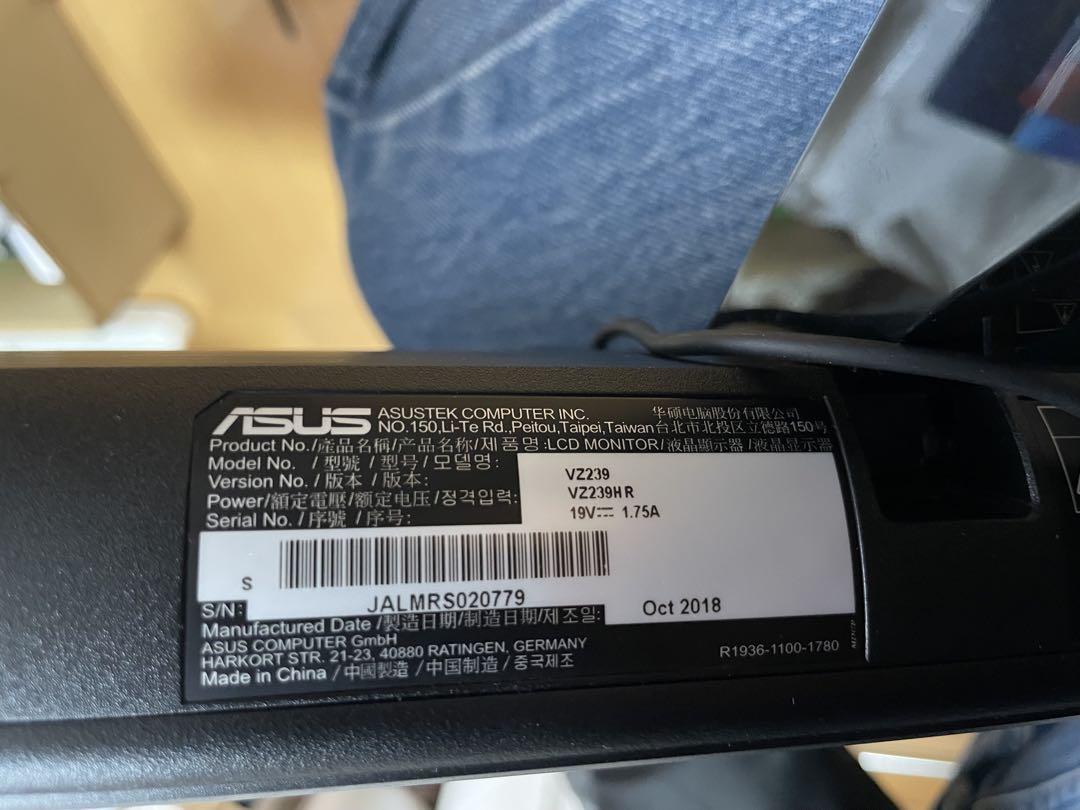 ASUS ASUSTEK COMPUTER INC. 华硕电脑股份有限公司
NO.150,Li-Te Rd,Peitou,Taipei,Taiwan 台北市北投区立德路150号
Product No./產品名稱/产品名称/제품명:LCD MONITOR/液晶顯示器/液晶显示器
Model No. /型號/型号/모델명: VZ239
Version No./版本/版本: VZ239HR
Power/額定電壓/额定电压/정격입력: 19V 1.75A
Serial No./序號/序号:
S
S/N: JALMRS020779
Manufactured Date/製造日期/制造日期/제조일: Oct 2018
ASUS COMPUTER GmbH
HARKORT STR. 21-23, 40880 RATINGEN, GERMANY
Made in China /中國製造/中国制造/중국제조
R1936-1100-1780